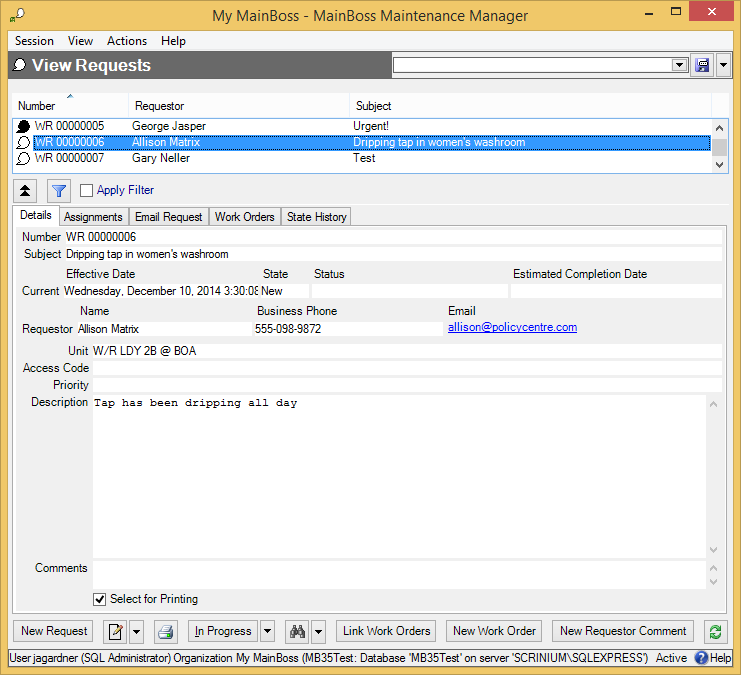 My MainBoss - MainBoss Maintenance Manager
Session View Actions Help
View Requests
Number Requestor Subject
WR 00000005 George Jasper Urgent!
WR 00000006 Allison Matrix Dripping tap in women's washroom
WR 00000007 Gary Neller Test
Apply Filter
Details Assignments Email Request Work Orders State History
Number WR 00000006
Subject Dripping tap in women's washroom
Effective Date State Status Estimated Completion Date
Current Wednesday, December 10, 2014 3:30:08 New
Name Business Phone Email
Requestor Allison Matrix 555-098-9872 allison@policycentre.com
Unit W/R LDY 2B @ BOA
Access Code
Priority
Description Tap has been dripping all day
Comments
Select for Printing
New Request In Progress Link Work Orders New Work Order New Requestor Comment
User jagardner (SQL Administrator) Organization My MainBoss (MB35Test: Database 'MB35Test' on server 'SCRINIUM\SQLEXPRESS') Active Help